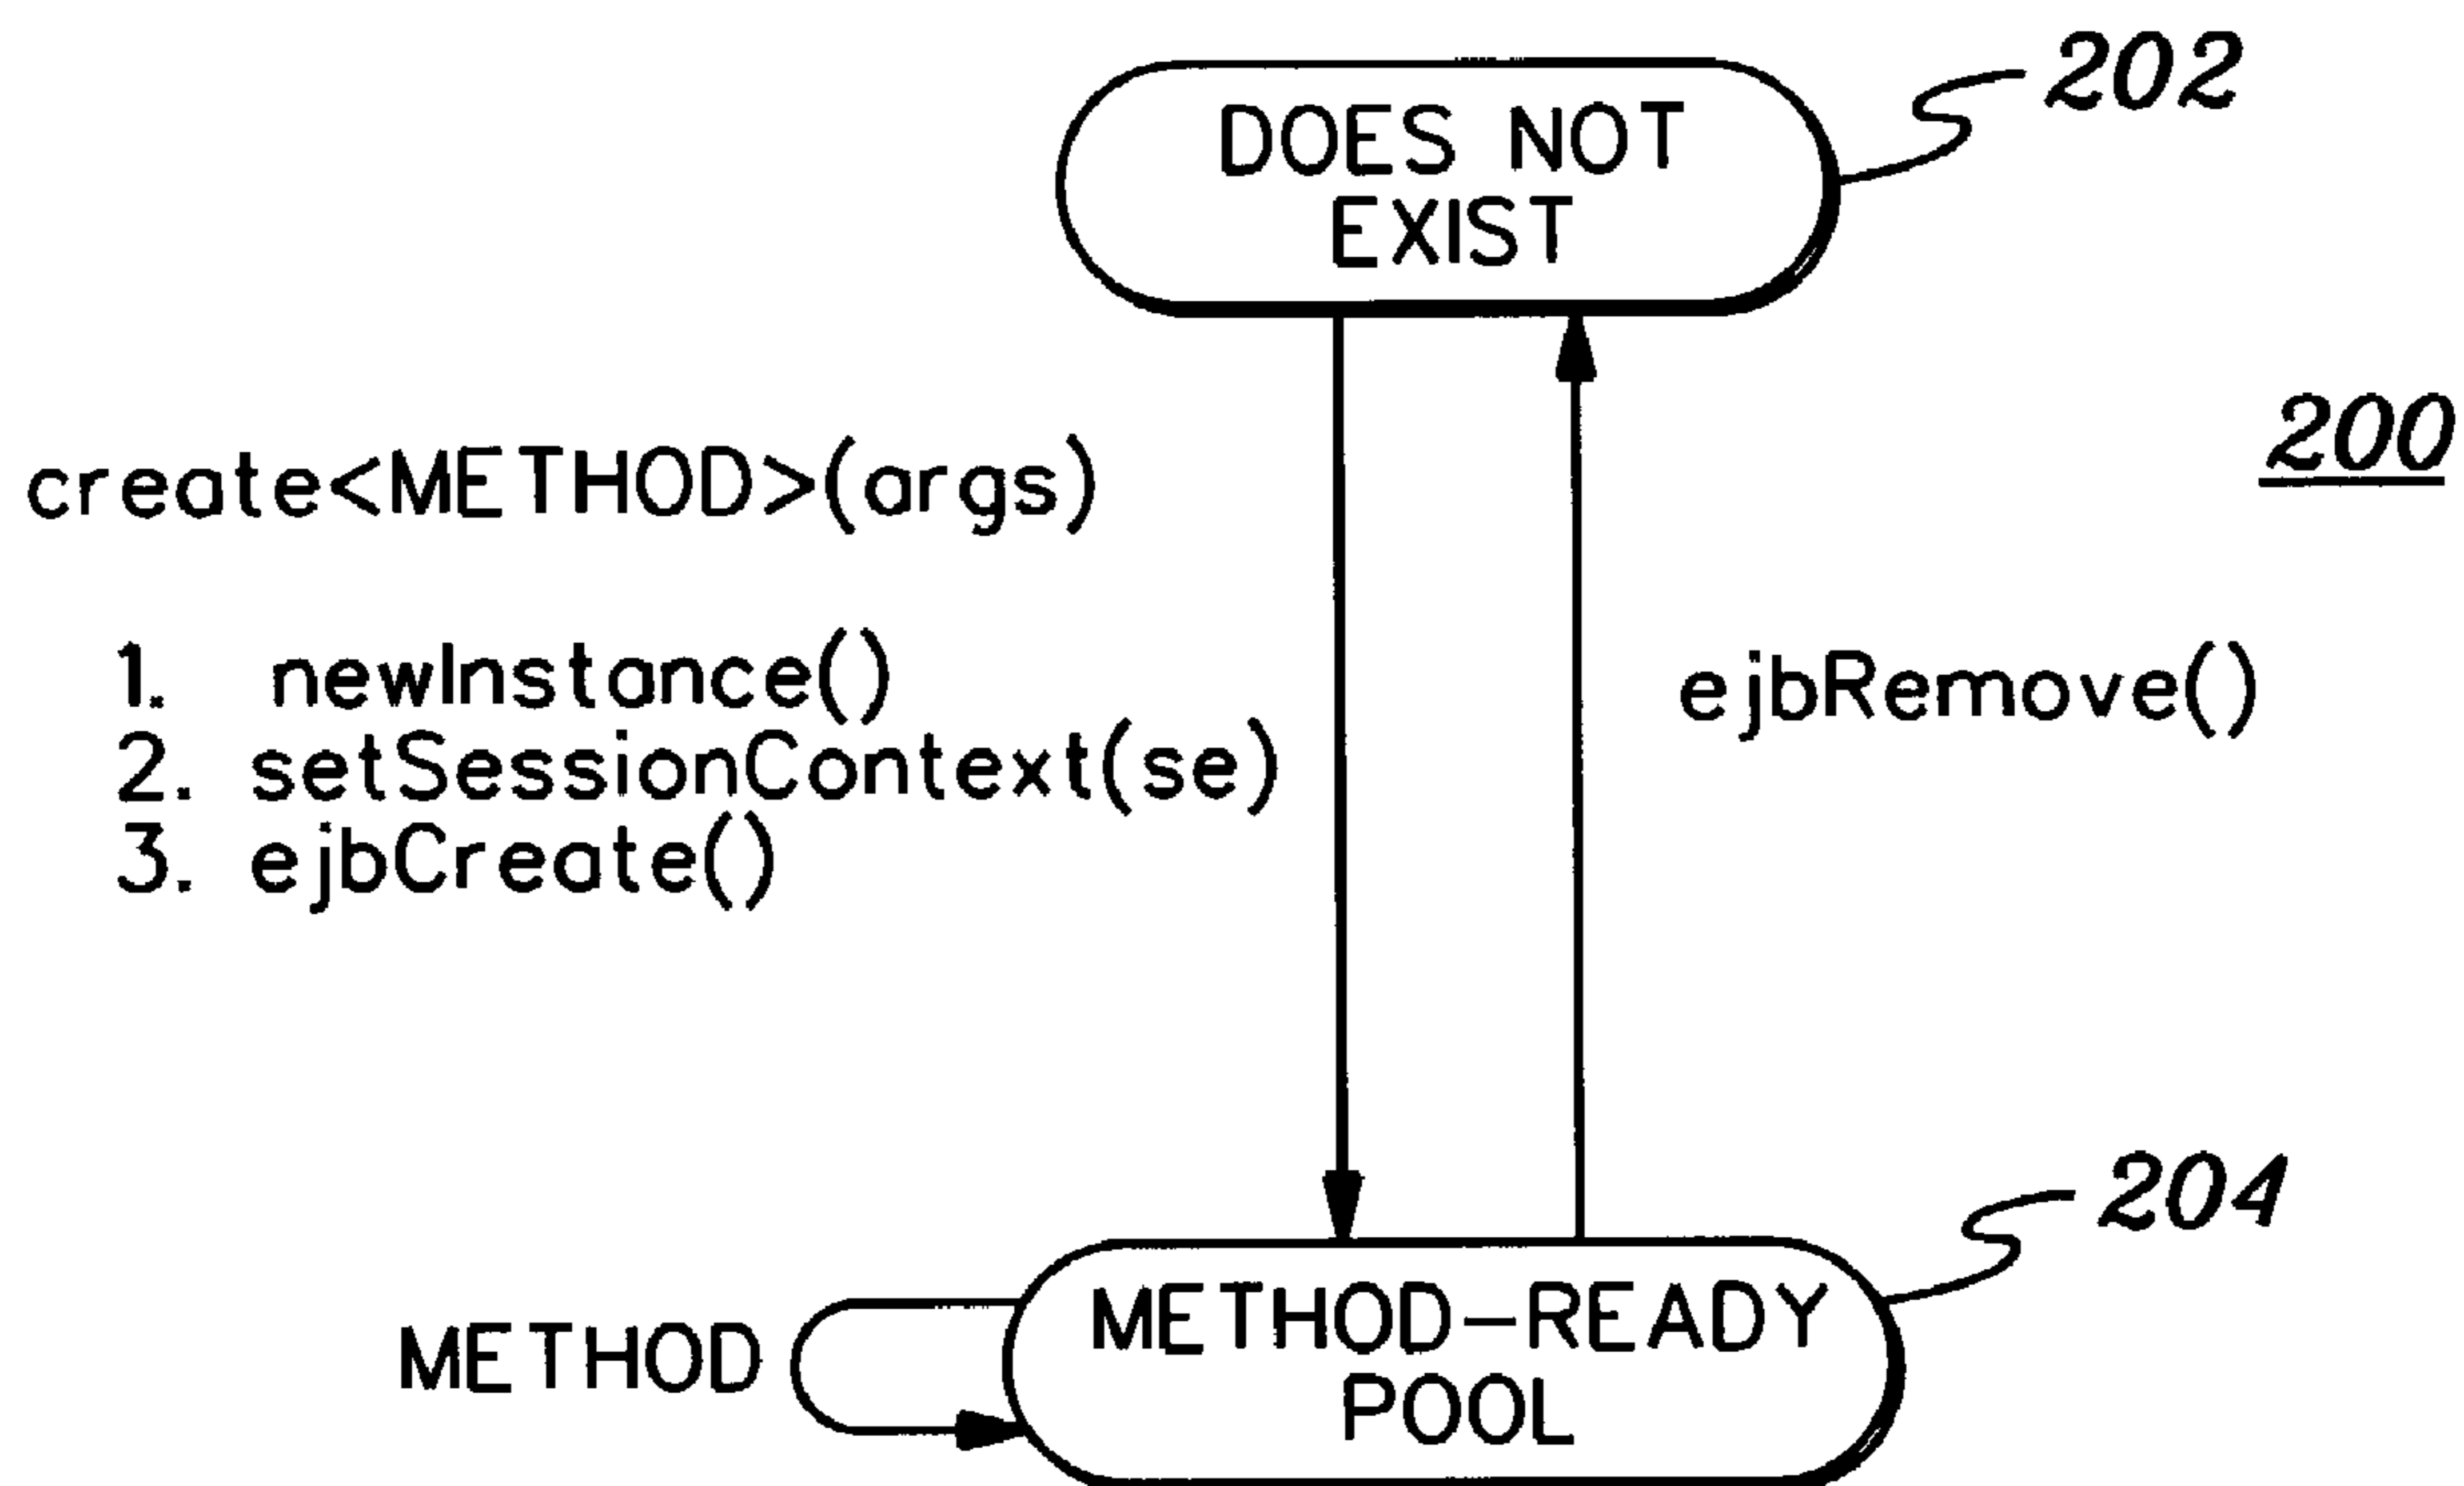 DOES NOT
EXIST
202
200
create<METHOD>(args)
1. newInstance()
2. setSessionContext(se)
3. ejbCreate()
ejbRemove()
204
METHOD-READY
POOL
METHOD